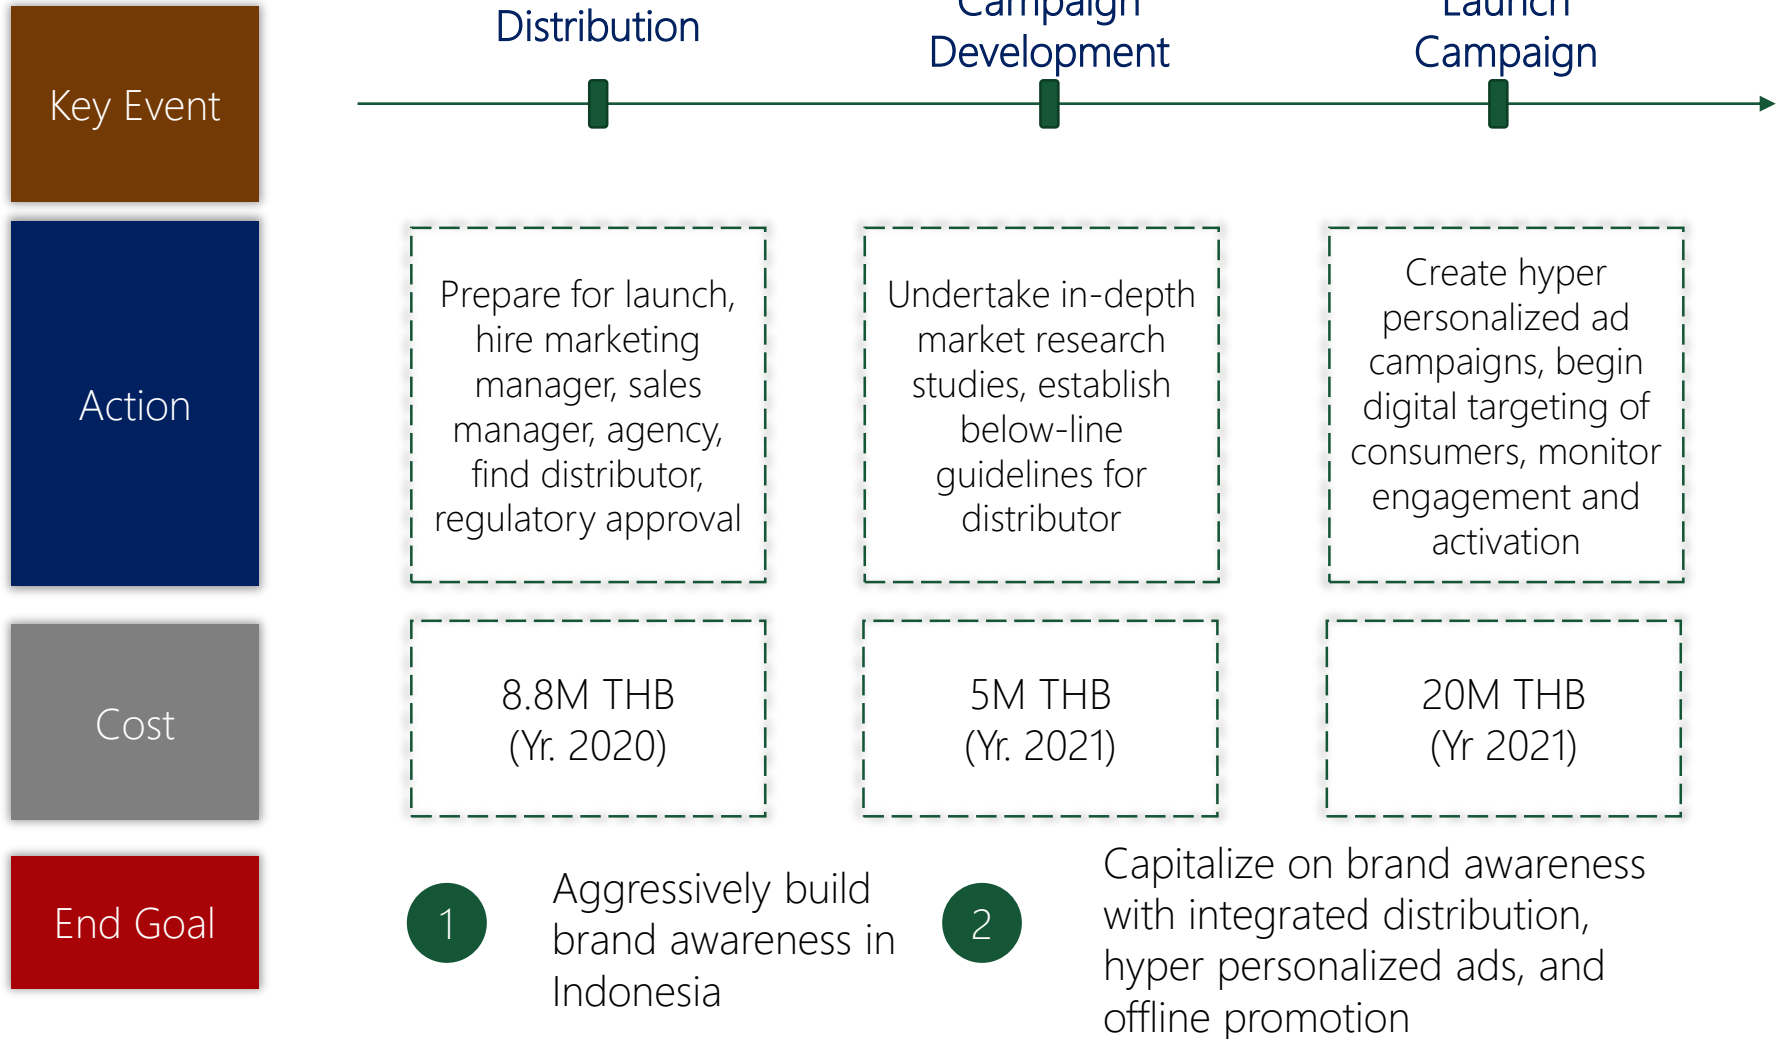 Key Event
Distribution
Campaign
Development
Launch
Campaign
Action
Prepare for launch,
hire marketing
manager, sales
manager, agency,
find distributor,
regulatory approval
Undertake in-depth
market research
studies, establish
below-line
guidelines for
distributor
Create hyper
personalized ad
campaigns, begin
digital targeting of
consumers, monitor
engagement and
activation
Cost
8.8M THB
(Yr. 2020)
5M THB
(Yr. 2021)
20M THB
(Yr 2021)
End Goal
1
Aggressively build
brand awareness in
Indonesia
2
Capitalize on brand awareness
with integrated distribution,
hyper personalized ads, and
offline promotion